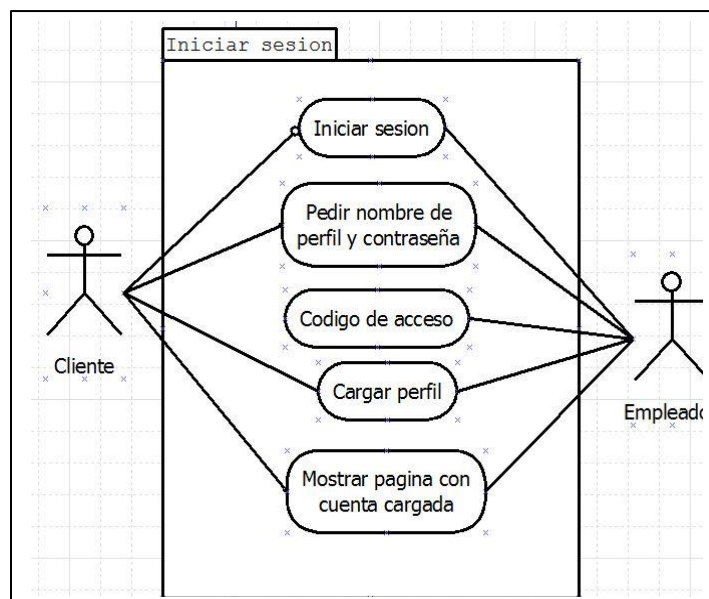 Iniciar sesion
Iniciar sesion
Pedir nombre de
perfil y contraseña
Codigo de acceso
Cargar perfil
Mostrar pagina con
cuenta cargada
Cliente
Empleado